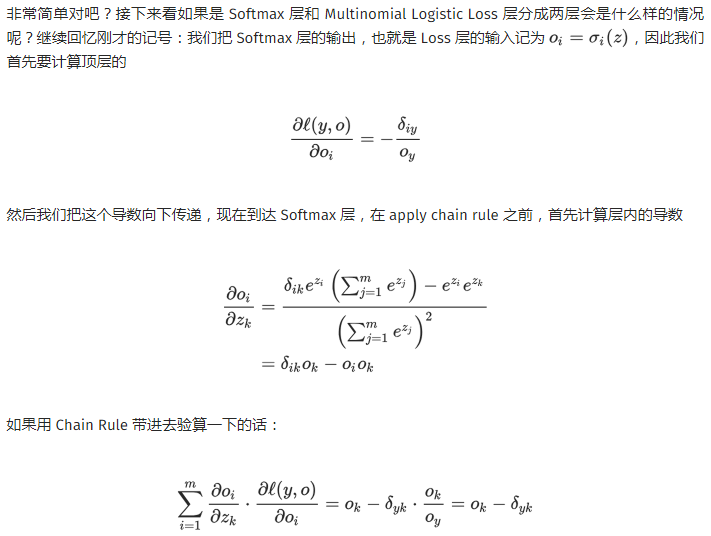 非常简单对吧？接下来看如果是 Softmax 层和 Multinomial Logistic Loss 层分成两层会是什么样的情况
呢？继续回忆刚才的记号：我们把 Softmax 层的输出，也就是 Loss 层的输入记为 $o_i = \sigma_i(z)$，因此我们
首先要计算顶层的
$$\frac{\partial \ell(y, o)}{\partial o_i} = -\frac{\delta_{iy}}{o_y}$$
然后我们把这个导数向下传递，现在到达 Softmax 层，在 apply chain rule 之前，首先计算层内的导数
$$\frac{\partial o_i}{\partial z_k} = \frac{\delta_{ik} e^{z_i} \left( \sum_{j=1}^m e^{z_j} \right) - e^{z_i} e^{z_k}}{\left( \sum_{j=1}^m e^{z_j} \right)^2}$$
$$= \delta_{ik} o_k - o_i o_k$$
如果用 Chain Rule 带进去验算一下的话：
$$\sum_{i=1}^m \frac{\partial o_i}{\partial z_k} \cdot \frac{\partial \ell(y, o)}{\partial o_i} = o_k - \delta_{yk} \cdot \frac{o_k}{o_y} = o_k - \delta_{yk}$$